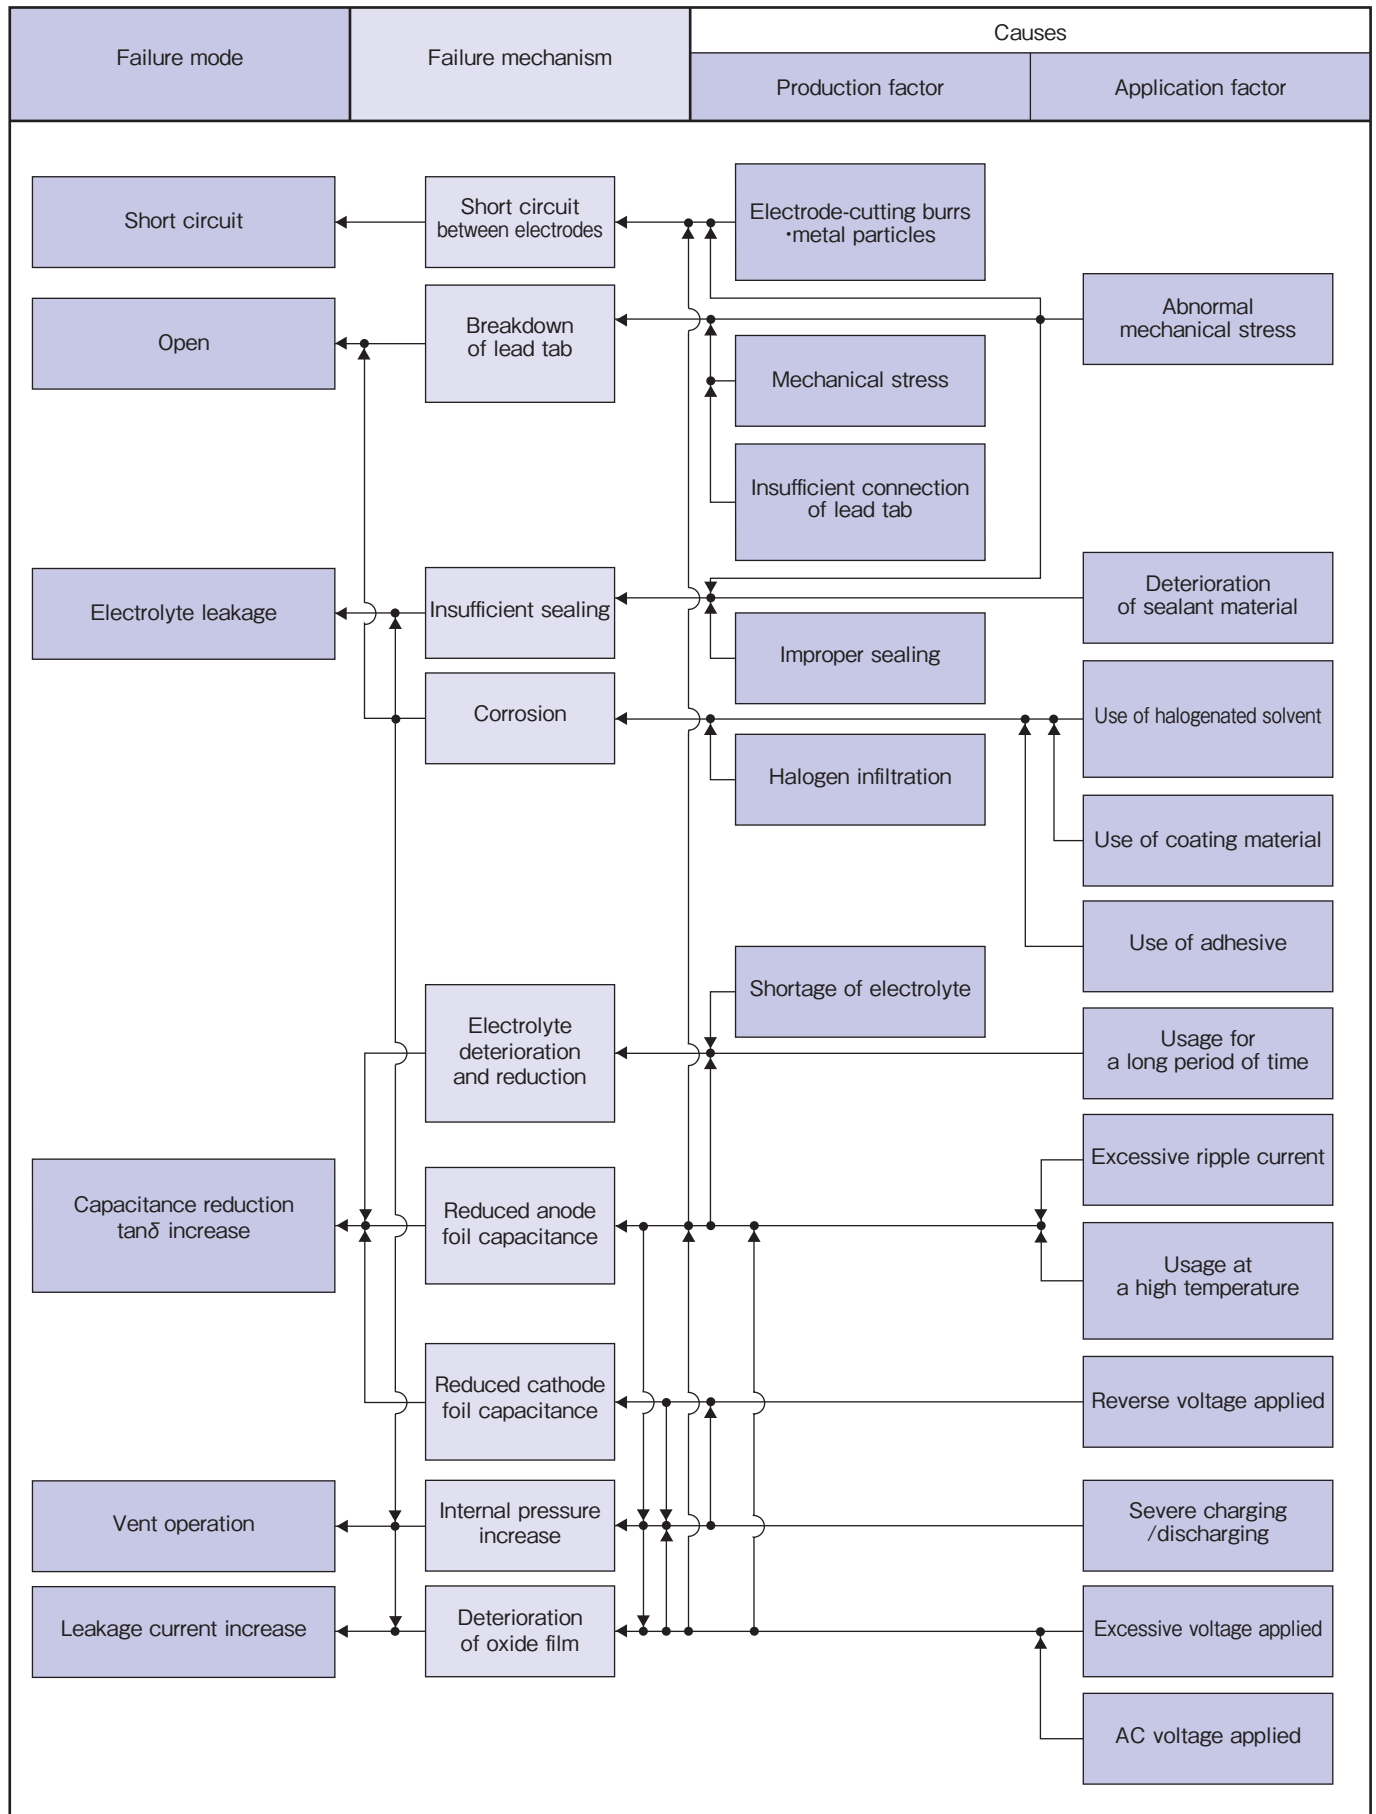 Failure mode
Failure mechanism
Causes
Production factor
Application factor
Short circuit
Short circuit
between electrodes
Electrode-cutting burrs
・metal particles
Abnormal
mechanical stress
Open
Breakdown
of lead tab
Mechanical stress
Insufficient connection
of lead tab
Electrolyte leakage
Insufficient sealing
Deterioration
of sealant material
Improper sealing
Corrosion
Use of halogenated solvent
Halogen infiltration
Use of coating material
Use of adhesive
Shortage of electrolyte
Electrolyte
deterioration
and reduction
Usage for
a long period of time
Excessive ripple current
Capacitance reduction
tanδ increase
Reduced anode
foil capacitance
Usage at
a high temperature
Reduced cathode
foil capacitance
Reverse voltage applied
Vent operation
Internal pressure
increase
Severe charging
/discharging
Leakage current increase
Deterioration
of oxide film
Excessive voltage applied
AC voltage applied